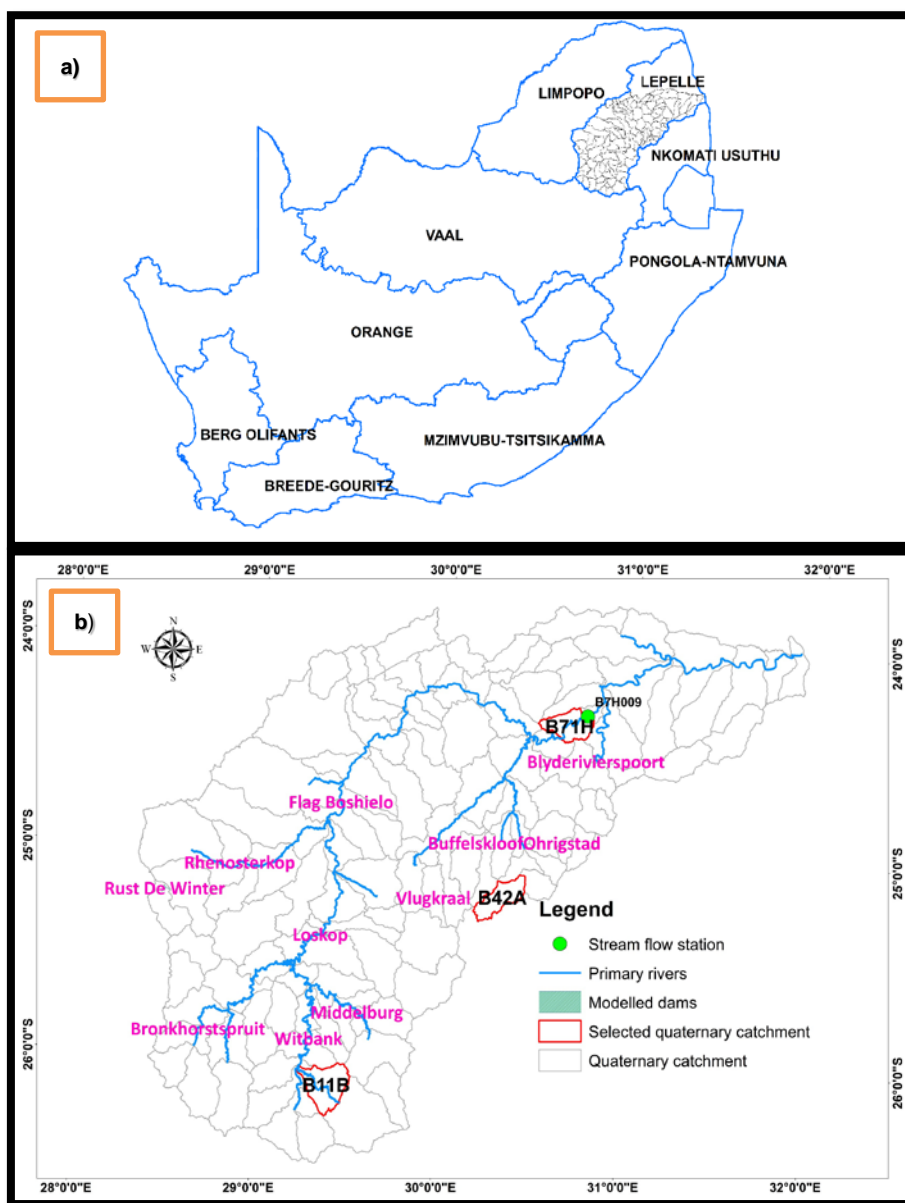 a)
LIMPOPO
LEPELLE
NKOMATI USUTHU
VAAL
PONGOLA-NTAMVUNA
ORANGE
BERG OLIFANTS
MZIMVUBU-TSITSIKAMMA
BREEDE-GOURITZ
b)
28°0'0"E 29°0'0"E 30°0'0"E 31°0'0"E 32°0'0"E
24°0'0"S
24°0'0"S
N
W E
S
B7H009
B71H
Blyderivierspoort
Flag Boshielo
25°0'0"S
25°0'0"S
BuffelskloofOhrigstad
Rhenosterkop
Rust De Winter
Vlugkraal
B42A
Loskop
Legend
Stream flow station
Primary rivers
Modelled dams
Selected quaternary catchment
Quaternary catchment
Middelburg
Bronkhorstspruit
Witbank
26°0'0"S
26°0'0"S
B11B
28°0'0"E 29°0'0"E 30°0'0"E 31°0'0"E 32°0'0"E